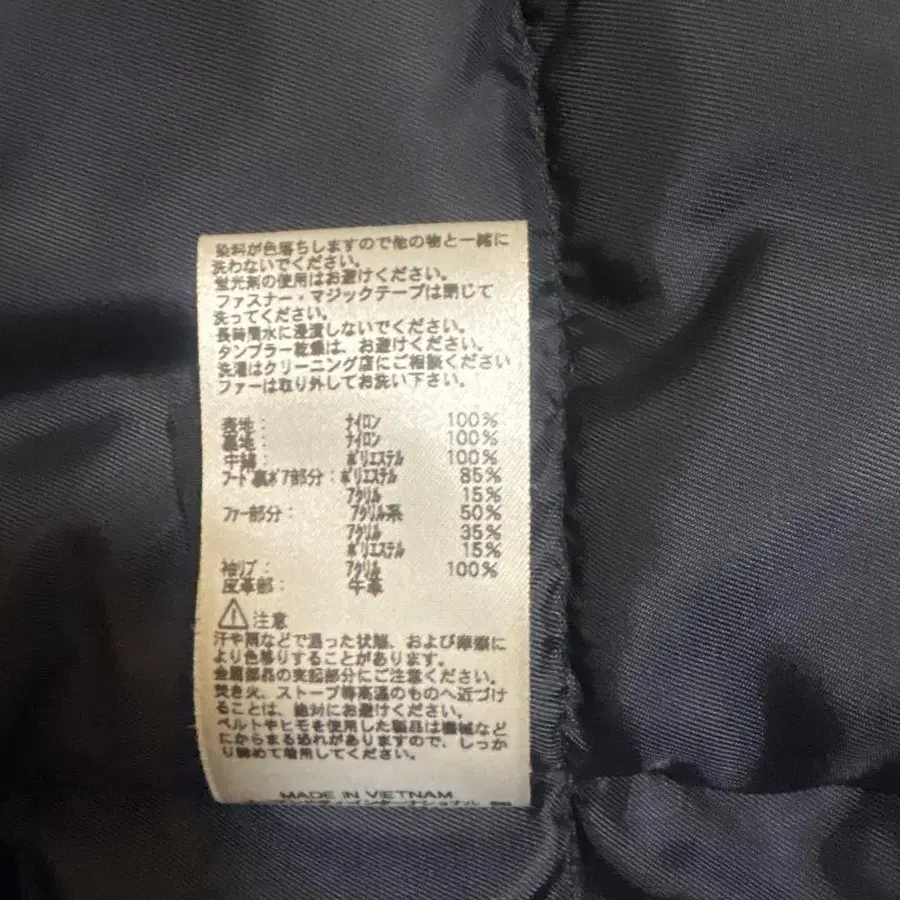 染料が色落ちしますので他の物と一緒に
洗わないでください。
蛍光剤の使用はお避けください。
ファスナー・マジックテープは閉じて
洗ってください。
長時間水に浸漬しないでください。
タンブラー乾燥は、お避けください。
洗濯はクリーニング店にご相談ください
ファーは取り外してお洗い下さい。
表地: ナイロン 100%
裏地: ナイロン 100%
中綿: ポリエステル 100%
フード裏ボア部分: ポリエステル 85%
アクリル 15%
ファー部分: アクリル系 50%
アクリル 35%
ポリエステル 15%
袖リブ: アクリル 100%
皮革部: 牛革
注意
汗や雨などで湿った状態、および摩擦に
より色移りすることがあります。
金属部品の突起部分にご注意ください。
焚き火、ストーブ等高温のものへ近づけ
ることは、絶対にお避けください。
ベルトやヒモを使用した製品は機械など
にからまる恐れがありますので、しっか
り締めて着用してください。
MADE IN VIETNAM